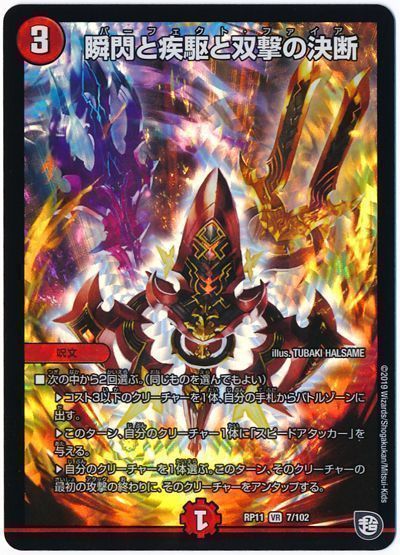 3
パーフェクト・ファイア
瞬閃と疾駆と双撃の決断
呪文
illus. TUBAKI HALSAME
■次の中から2回選ぶ。(同じものを選んでもよい)
▶コスト3以下のクリーチャーを1体、自分の手札からバトルゾーンに
出す。
▶このターン、自分のクリーチャー1体に「スピードアタッカー」を
与える。
▶自分のクリーチャーを1体選ぶ。このターン、そのクリーチャーの
最初の攻撃の終わりに、そのクリーチャーをアンタップする。
©2019 Wizards/Shogakukan/Mitsui-Kids
1
RP11 VR 7/102